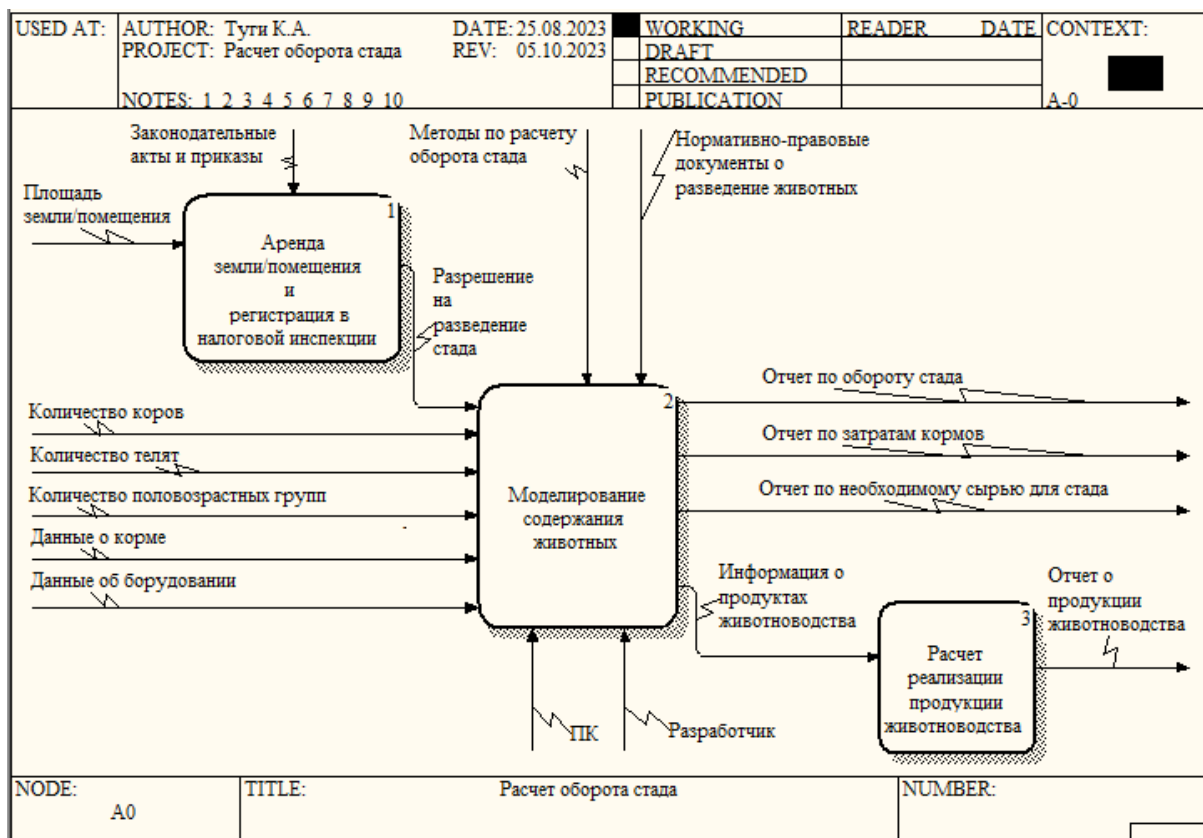 USED AT:
AUTHOR: Туги К.А.
DATE: 25.08.2023
PROJECT: Расчет оборота стада
REV: 05.10.2023
NOTES: 1 2 3 4 5 6 7 8 9 10
WORKING
DRAFT
RECOMMENDED
PUBLICATION
READER
DATE
CONTEXT:
A-0
Законодательные
акты и приказы
Методы по расчету
оборота стада
Нормативно-правовые
документы о
разведение животных
Площадь
земли/помещения
1
Аренда
земли/помещения
и
регистрация в
налоговой инспекции
Разрешение
на
разведение
стада
Количество коров
Количество телят
Количество половозрастных групп
Данные о корме
Данные об борудовании
2
Моделирование
содержания
животных
Отчет по обороту стада
Отчет по затратам кормов
Отчет по необходимому сырью для стада
Информация о
продуктах
животноводства
Отчет о
продукции
животноводства
3
Расчет
реализации
продукции
животноводства
ПК
Разработчик
NODE:
A0
TITLE:
Расчет оборота стада
NUMBER: